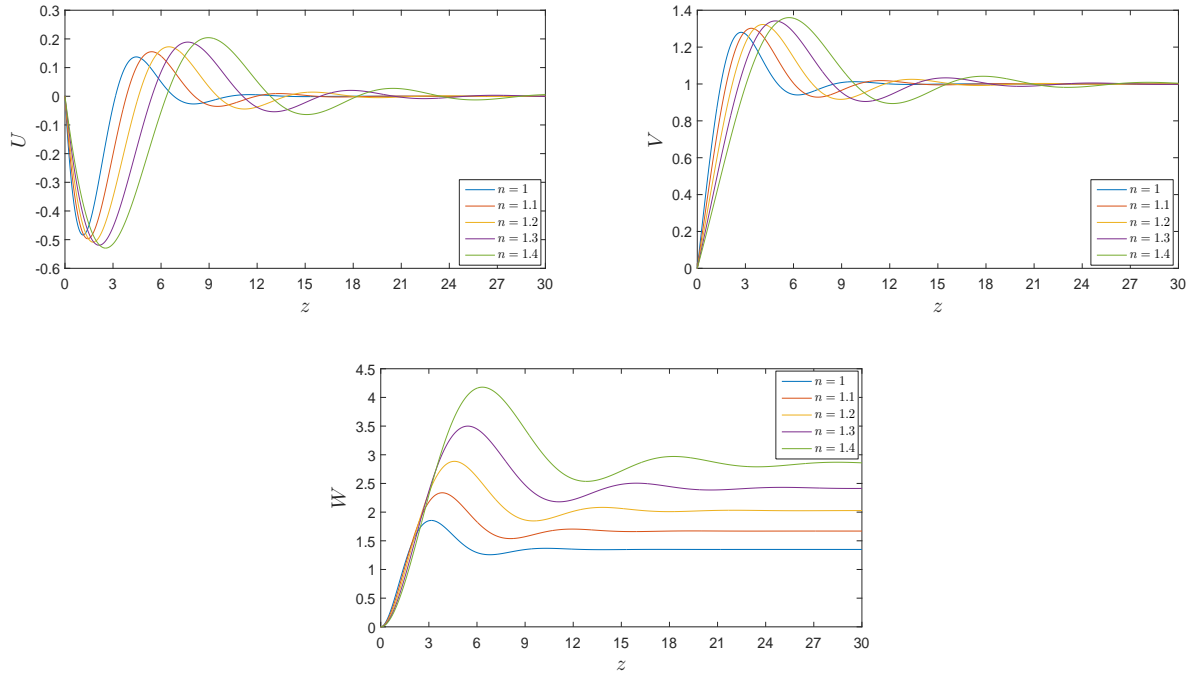 0.3
0.2
0.1
0
-0.1
-0.2
-0.3
-0.4
-0.5
-0.6
U
0 3 6 9 12 15 18 21 24 27 30
z
n = 1
n = 1.1
n = 1.2
n = 1.3
n = 1.4
1.4
1.2
1
0.8
0.6
0.4
0.2
0
V
0 3 6 9 12 15 18 21 24 27 30
z
n = 1
n = 1.1
n = 1.2
n = 1.3
n = 1.4
4.5
4
3.5
3
2.5
2
1.5
1
0.5
0
W
0 3 6 9 12 15 18 21 24 27 30
z
n = 1
n = 1.1
n = 1.2
n = 1.3
n = 1.4